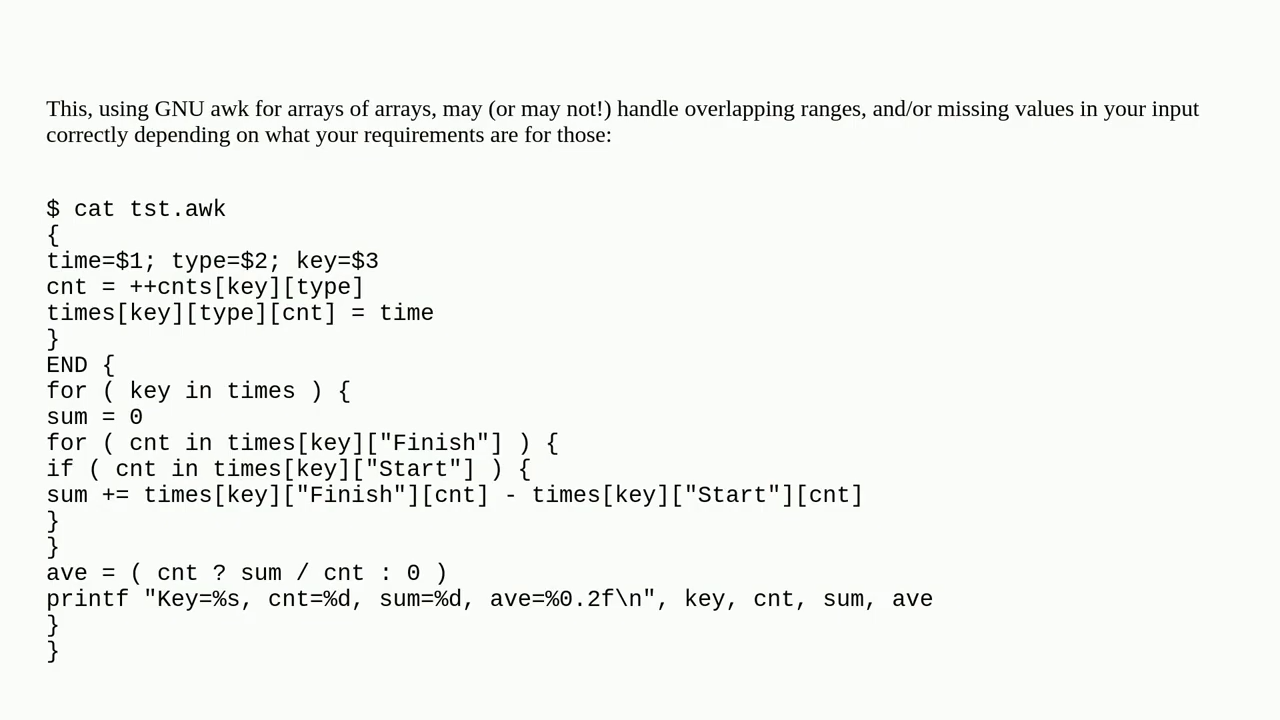 This, using GNU awk for arrays of arrays, may (or may not!) handle overlapping ranges, and/or missing values in your input
correctly depending on what your requirements are for those:
$ cat tst.awk
{
time=$1; type=$2; key=$3
cnt = ++cnts[key][type]
times[key][type][cnt] = time
}
END {
for ( key in times ) {
sum = 0
for ( cnt in times[key]["Finish"] ) {
if ( cnt in times[key]["Start"] ) {
sum += times[key]["Finish"][cnt] - times[key]["Start"][cnt]
}
}
ave = ( cnt ? sum / cnt : 0 )
printf "Key=%s, cnt=%d, sum=%d, ave=%0.2f\n", key, cnt, sum, ave
}
}